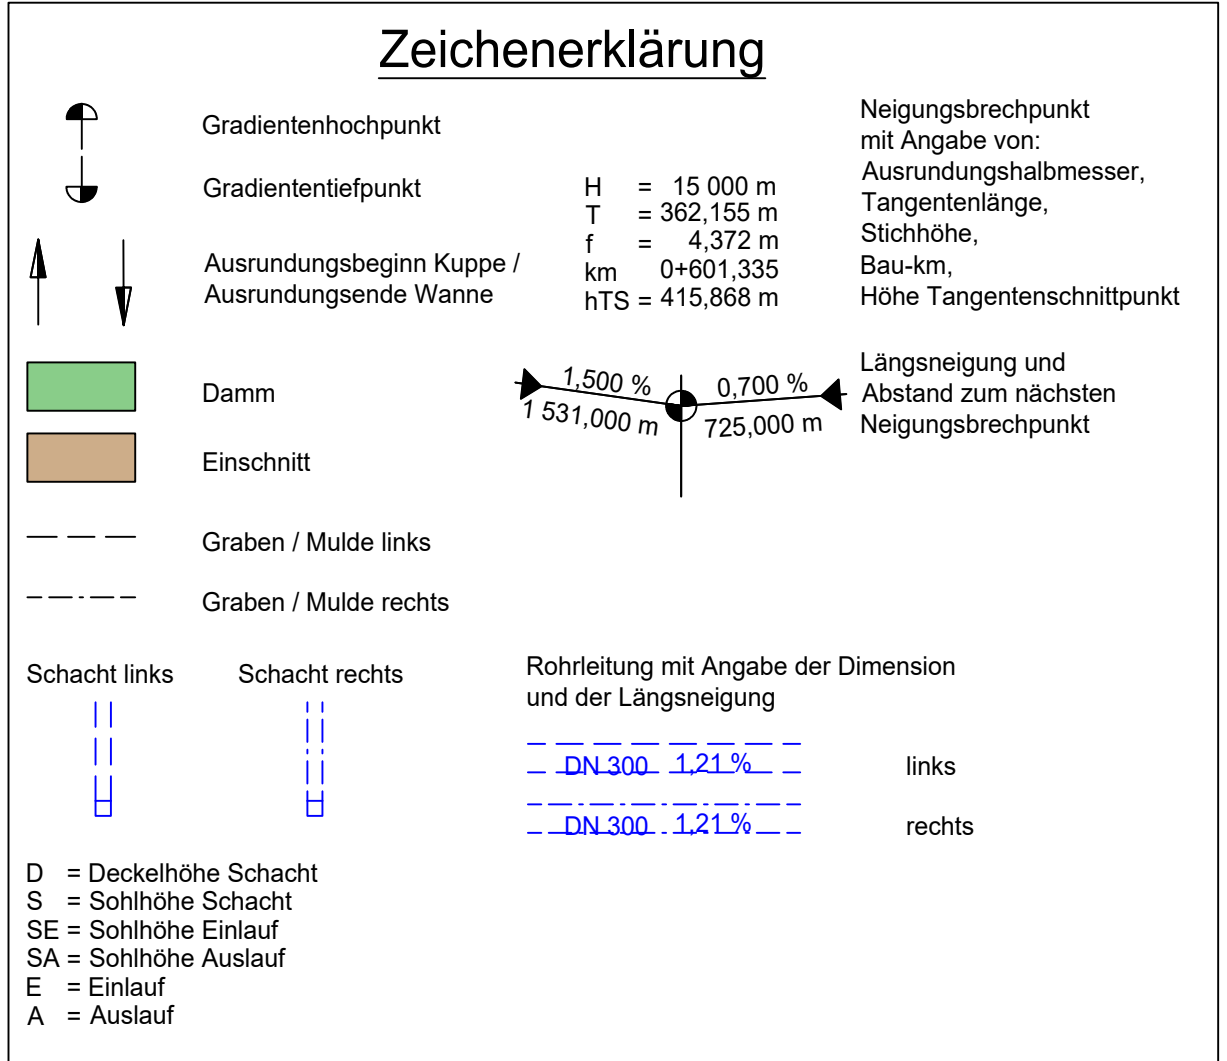 Zeichenerklärung
Gradientenhochpunkt
Gradiententiefpunkt
Ausrundungsbeginn Kuppe /
Ausrundungsende Wanne
Damm
Einschnitt
Graben / Mulde links
Graben / Mulde rechts
H = 15 000 m
T = 362,155 m
f = 4,372 m
km 0+601,335
hTS = 415,868 m
Neigungsbrechpunkt
mit Angabe von:
Ausrundungshalbmesser,
Tangentenlänge,
Stichhöhe,
Bau-km,
Höhe Tangentenschnittpunkt
1,500 %
1 531,000 m
0,700 %
725,000 m
Längsneigung und
Abstand zum nächsten
Neigungsbrechpunkt
Schacht links
Schacht rechts
Rohrleitung mit Angabe der Dimension
und der Längsneigung
DN 300 1,21 % links
DN 300 1,21 % rechts
D = Deckelhöhe Schacht
S = Sohlhöhe Schacht
SE = Sohlhöhe Einlauf
SA = Sohlhöhe Auslauf
E = Einlauf
A = Auslauf